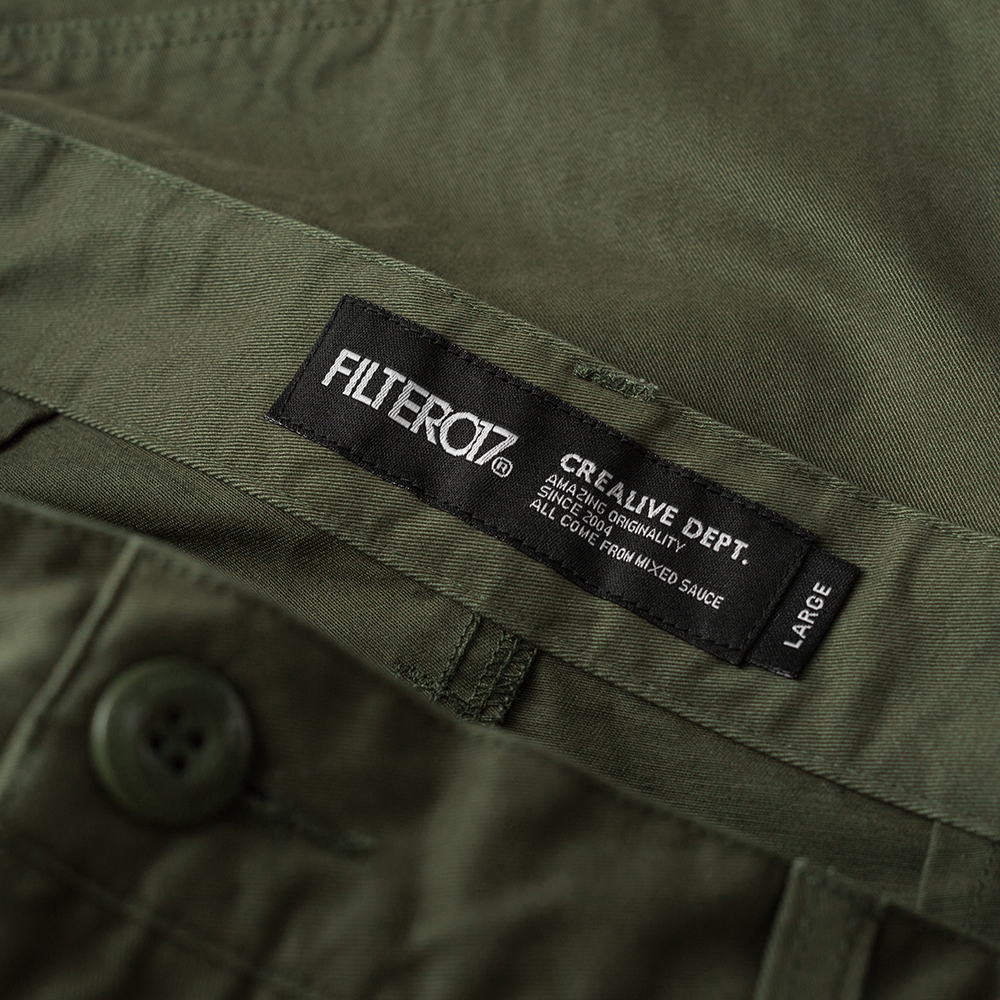 FILTER017®
CREALIVE DEPT.
AMAZING ORIGINALITY
SINCE 2004
ALL COME FROM MIXED SAUCE
LARGE